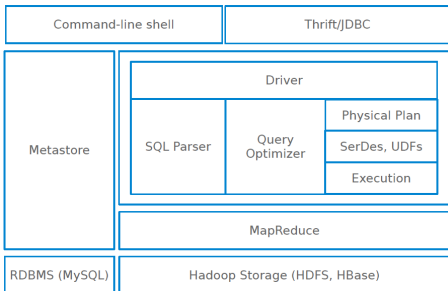 Command-line shell
Thrift/JDBC
Metastore
Driver
SQL Parser
Query
Optimizer
Physical Plan
SerDes, UDFs
Execution
MapReduce
RDBMS (MySQL)
Hadoop Storage (HDFS, HBase)